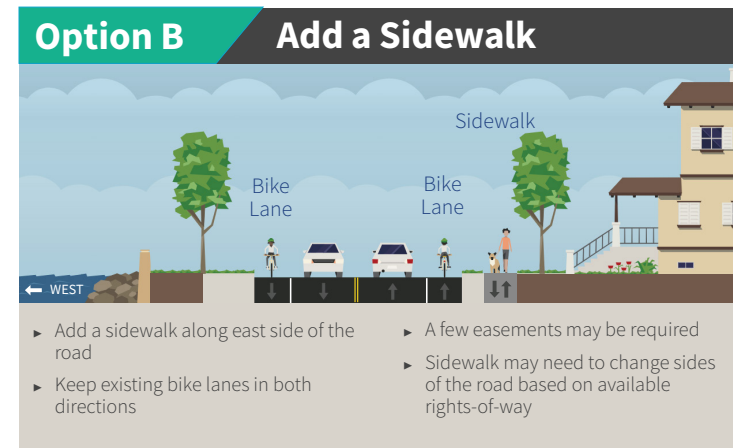 Option B
Add a Sidewalk
Sidewalk
Bike
Lane
Bike
Lane
WEST
► Add a sidewalk along east side of the
road
► Keep existing bike lanes in both
directions
► A few easements may be required
► Sidewalk may need to change sides
of the road based on available
rights-of-way